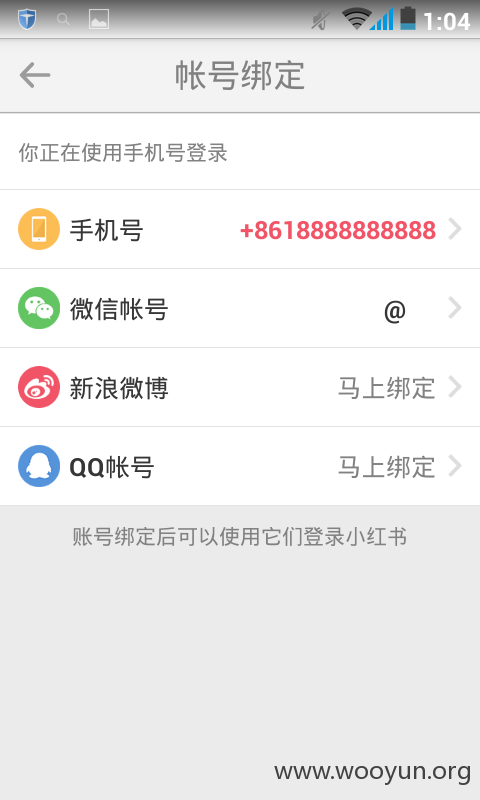 1:04
帐号绑定
你正在使用手机号登录
手机号 +8618888888888
微信帐号 @
新浪微博 马上绑定
QQ帐号 马上绑定
账号绑定后可以使用它们登录小红书
www.wooyun.org